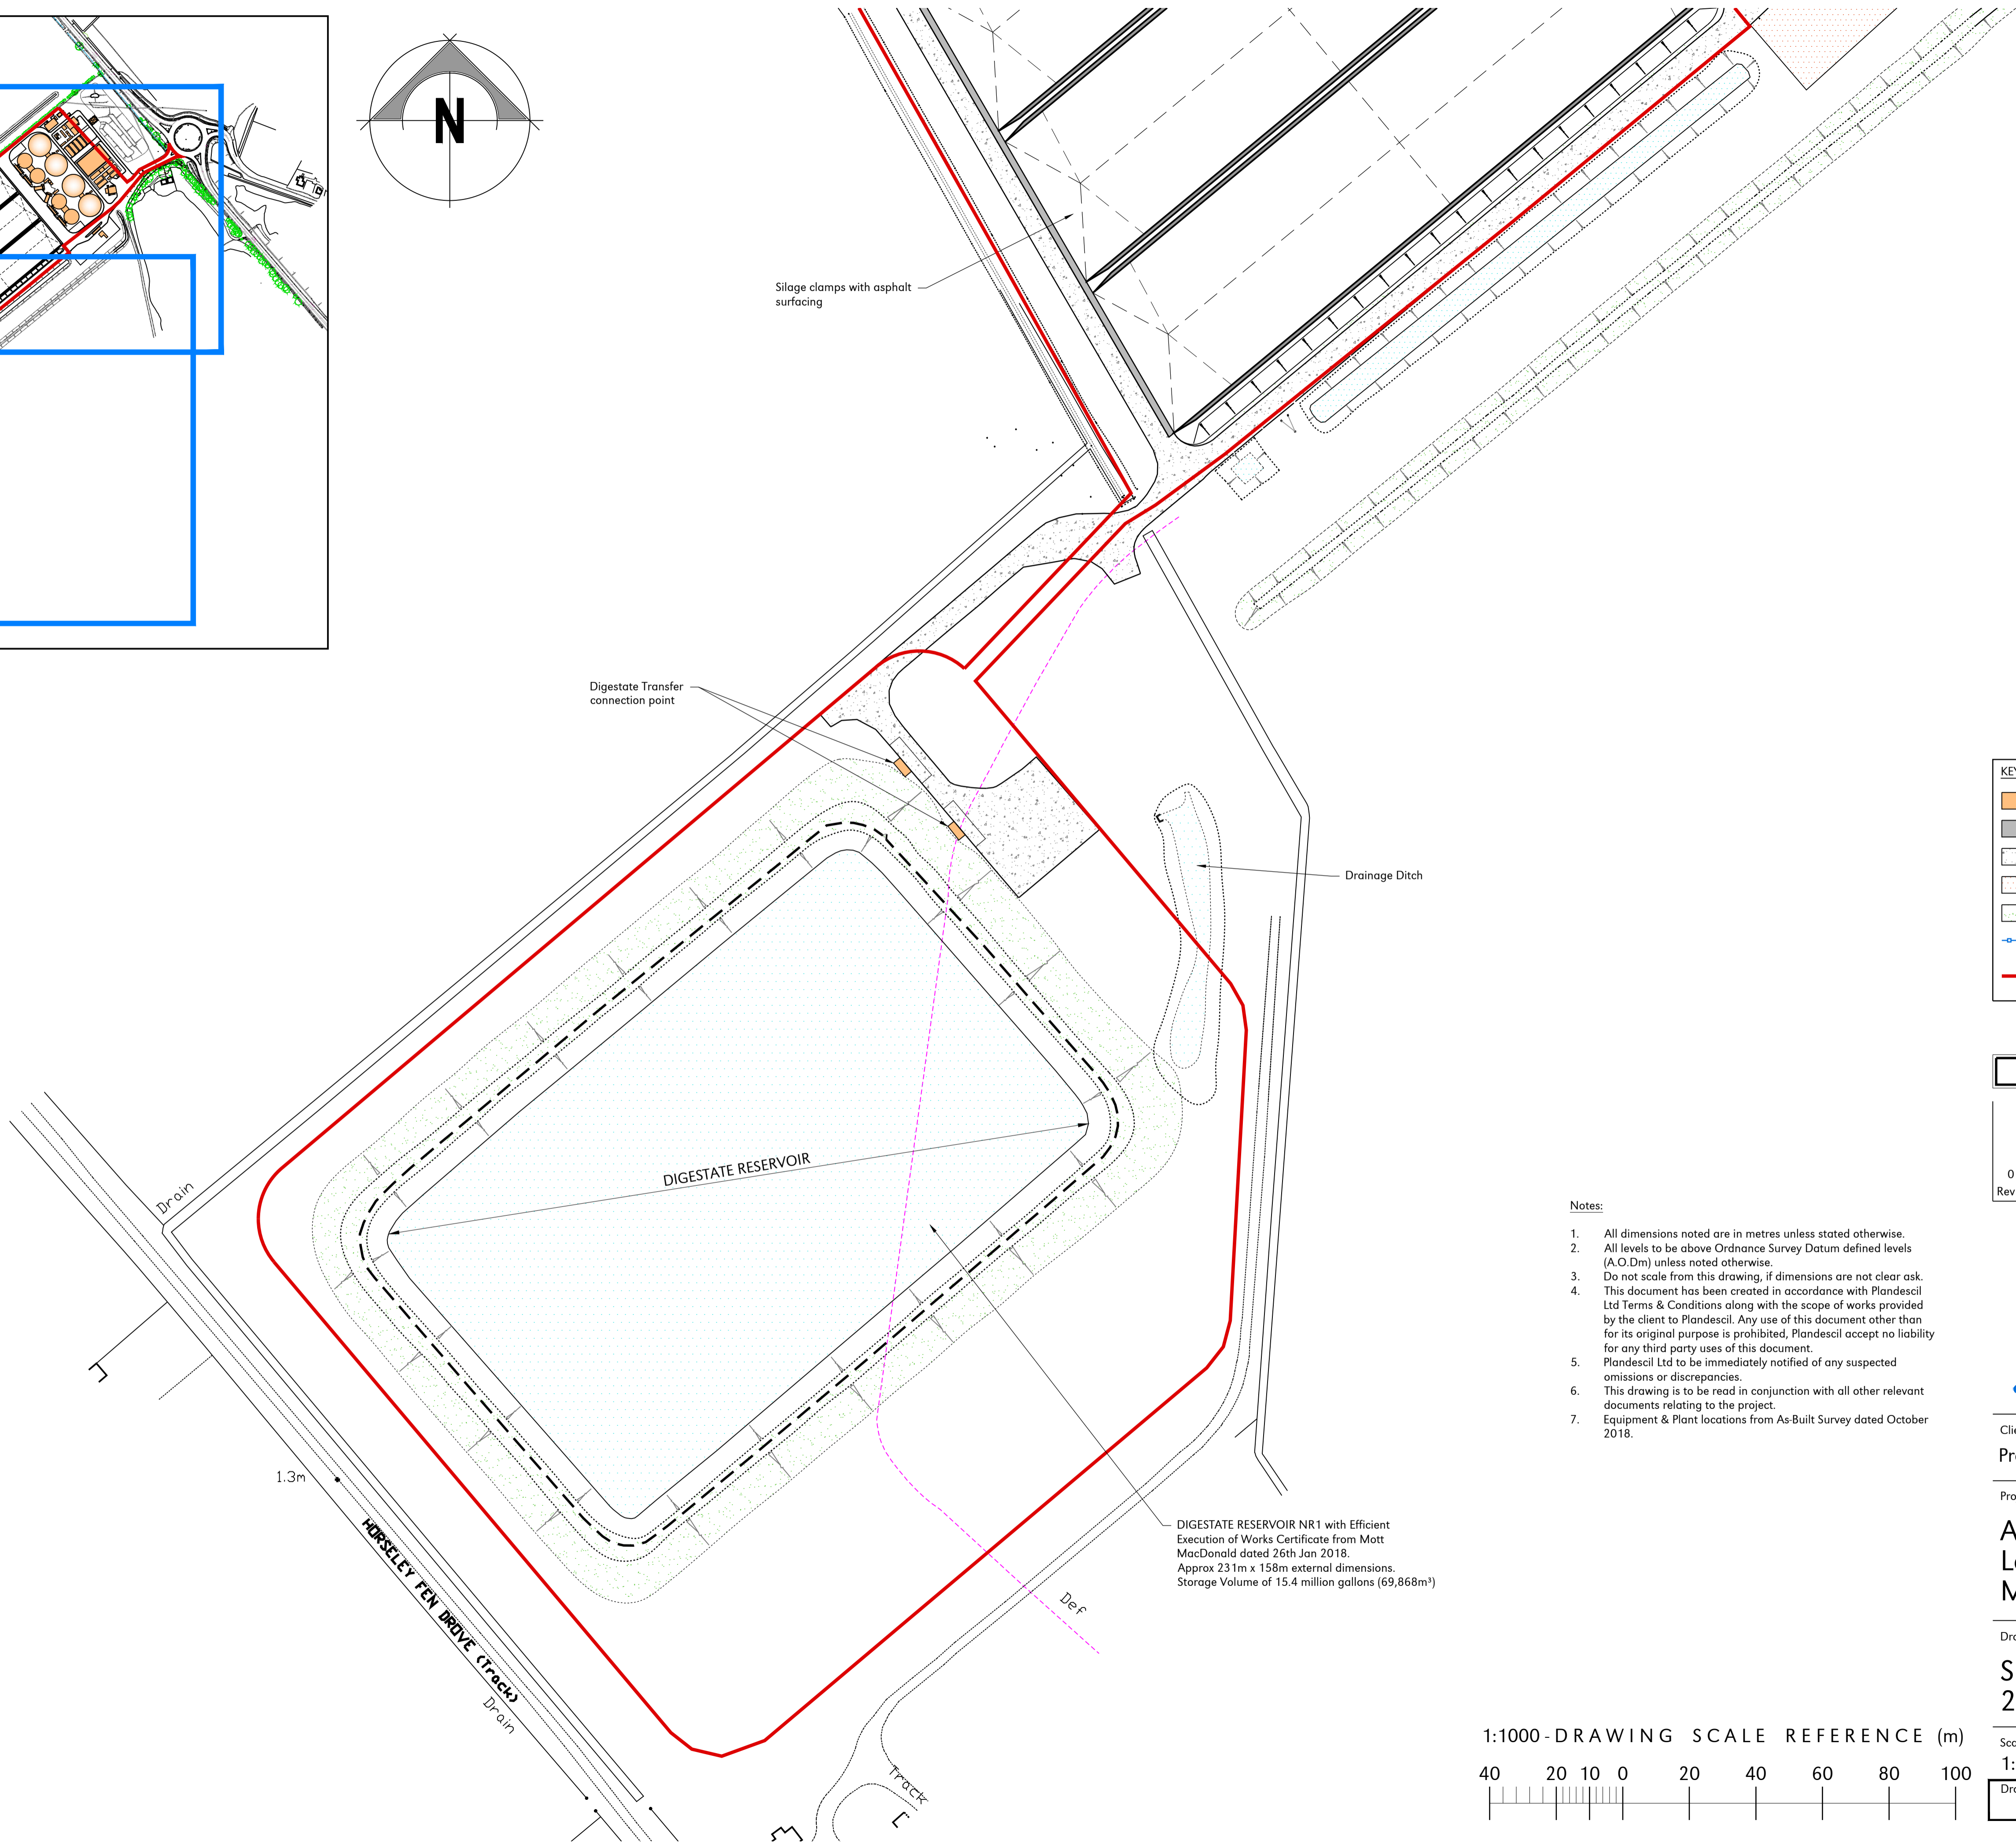 N
Silage clamps with asphalt
surfacing
Digestate Transfer
connection point
Drainage Ditch
DIGESTATE RESERVOIR
Drain
1.3m
HORSELEY FEN DROVE (Track)
Drain
Def
Track
DIGESTATE RESERVOIR NR1 with Efficient
Execution of Works Certificate from Mott
MacDonald dated 26th Jan 2018.
Approx 231m x 158m external dimensions.
Storage Volume of 15.4 million gallons (69,868m³)
Notes:
1. All dimensions noted are in metres unless stated otherwise.
2. All levels to be above Ordnance Survey Datum defined levels
(A.O.Dm) unless noted otherwise.
3. Do not scale from this drawing, if dimensions are not clear ask.
4. This document has been created in accordance with Plandescil
Ltd Terms & Conditions along with the scope of works provided
by the client to Plandescil. Any use of this document other than
for its original purpose is prohibited, Plandescil accept no liability
for any third party uses of this document.
5. Plandescil Ltd to be immediately notified of any suspected
omissions or discrepancies.
6. This drawing is to be read in conjunction with all other relevant
documents relating to the project.
7. Equipment & Plant locations from As-Built Survey dated October
2018.
1:1000 - DRAWING SCALE REFERENCE (m)
40 20 10 0 20 40 60 80 100
0
Rev